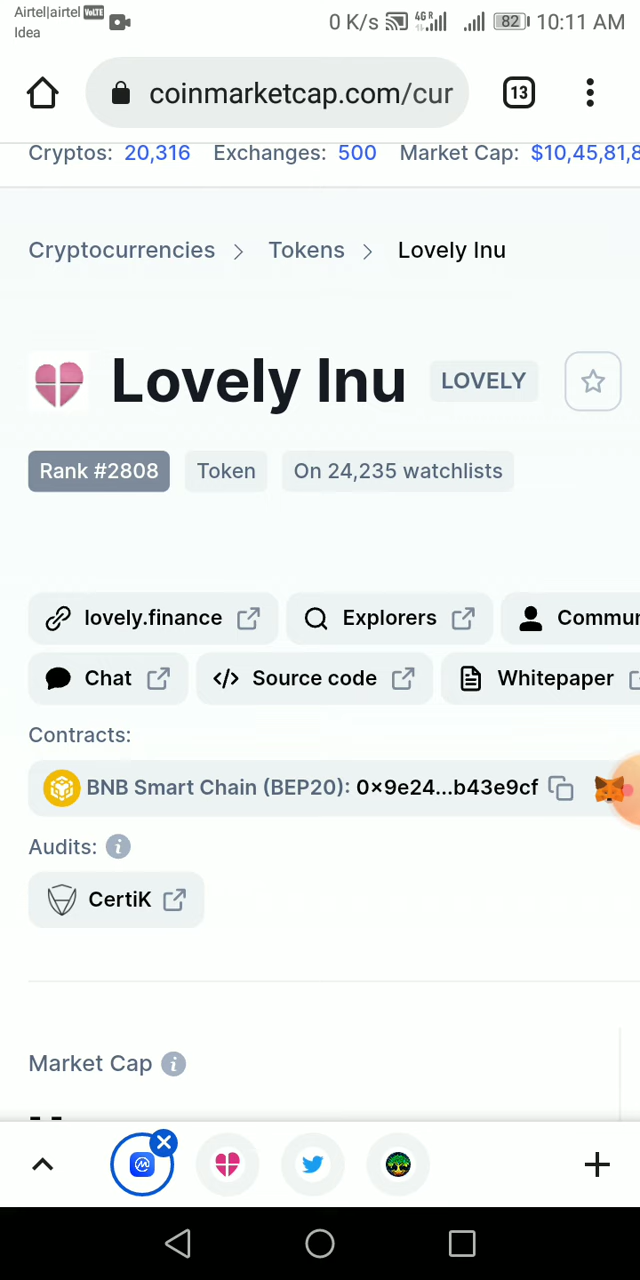 Airtel|airtel VoLTE
Idea
0 K/s 4G R 82 10:11 AM
coinmarketcap.com/cur 13
Cryptos: 20,316 Exchanges: 500 Market Cap: $10,45,81,8
Cryptocurrencies > Tokens > Lovely Inu
Lovely Inu LOVELY
Rank #2808 Token On 24,235 watchlists
lovely.finance Explorers Commun
Chat </> Source code Whitepaper
Contracts:
BNB Smart Chain (BEP20): 0x9e24...b43e9cf
Audits: i
CertiK
Market Cap i
- -